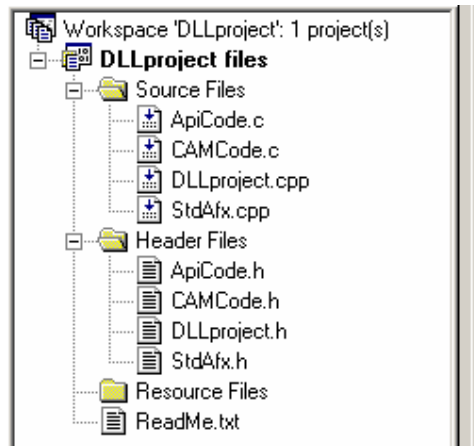 Workspace 'DLLproject': 1 project(s)
DLLproject files
Source Files
ApiCode.c
CAMCode.c
DLLproject.cpp
StdAfx.cpp
Header Files
ApiCode.h
CAMCode.h
DLLproject.h
StdAfx.h
Resource Files
ReadMe.txt